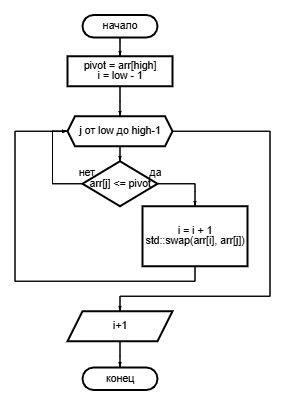 начало
pivot = arr[high]
i = low - 1
j от low до high-1
нет
да
arr[j] <= pivot
i = i + 1
std::swap(arr[i], arr[j])
i+1
конец